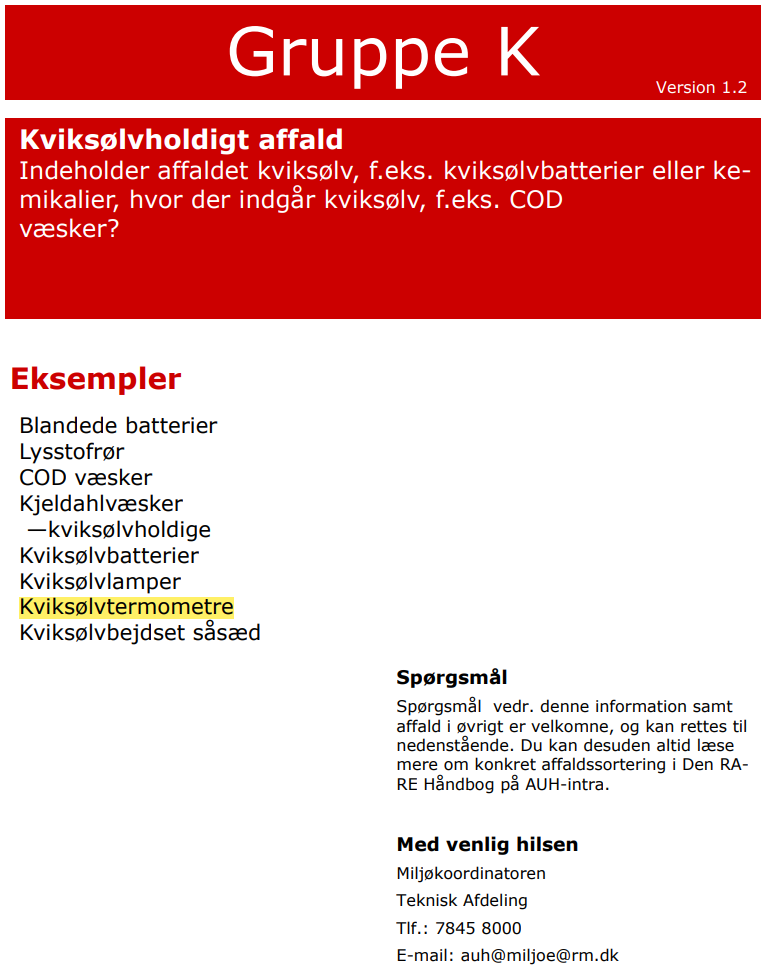 Gruppe K
Version 1.2
Kviksølvholdigt affald
Indeholder affaldet kviksølv, f.eks. kviksølvbatterier eller ke-
mikalier, hvor der indgår kviksølv, f.eks. COD
væsker?
Eksempler
Blandede batterier
Lysstofrør
COD væsker
Kjeldahlvæsker
—kviksølvholdige
Kviksølvbatterier
Kviksølvlamper
Kviksølvtermometre
Kviksølvbejdset såsæd
Spørgsmål
Spørgsmål  vedr. denne information samt
affald i øvrigt er velkomne, og kan rettes til
nedenstående. Du kan desuden altid læse
mere om konkret affaldssortering i Den RA-
RE Håndbog på AUH-intra.
Med venlig hilsen
Miljøkoordinatoren
Teknisk Afdeling
Tlf.: 7845 8000
E-mail: auh@miljoe@rm.dk